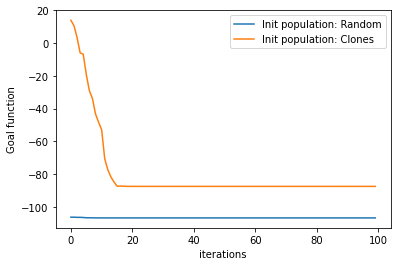 20
0
−20
−40
−60
−80
−100
Goal function
Init population: Random
Init population: Clones
0 20 40 60 80 100
iterations